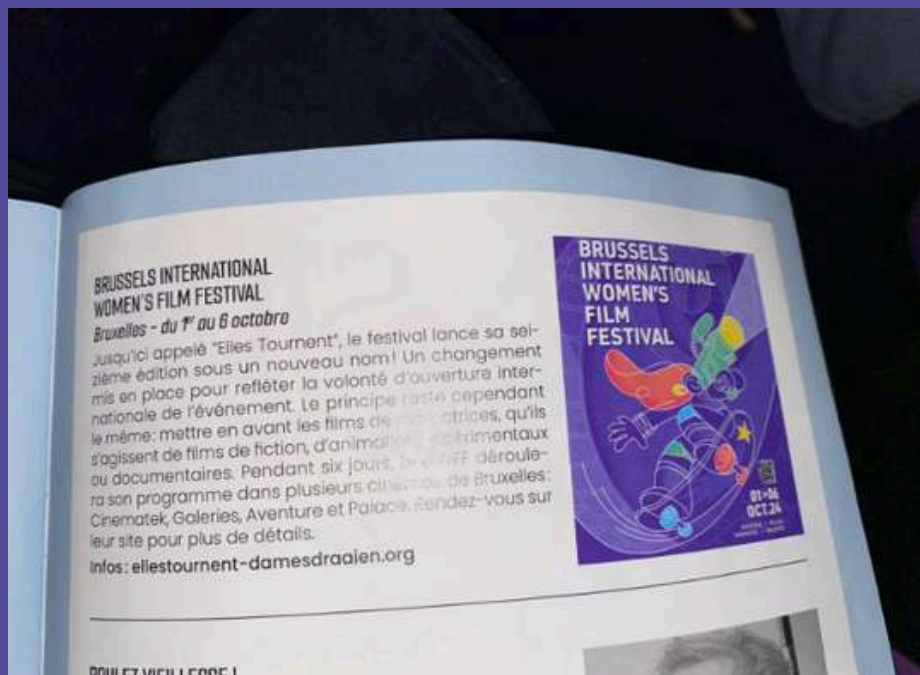 BRUSSELS INTERNATIONAL
WOMEN'S FILM FESTIVAL
Bruxelles - du 1er au 6 octobre
Jusqu'ici appelé "Elles Tournent", le festival lance sa sei-
zième édition sous un nouveau nom! Un changement
mis en place pour refléter la volonté d'ouverture inter-
nationale de l'événement. Le principe reste cependant
le même: mettre en avant les films de qu'ils
s'agissent de films de fiction,
ou documentaires. Pendant six jours, déroule-
ra son programme dans plusieurs de Bruxelles:
Cinematek, Galeries, Aventure et Palace. Rendez-vous sur
leur site pour plus de détails.
Infos: ellestournent-damesdraaien.org
BRUSSELS
INTERNATIONAL
WOMEN'S
FILM
FESTIVAL
01>06
OCT.24